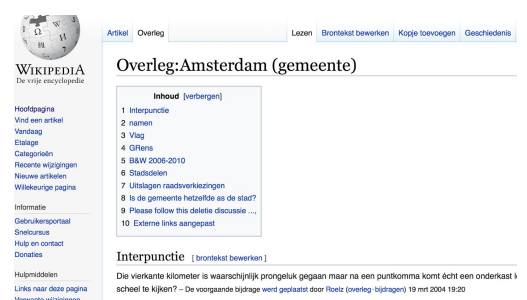 Ω
W
И
WIKIPEDIA
De vrije encyclopedie
Hoofdpagina
Vind een artikel
Vandaag
Etalage
Categorieën
Recente wijzigingen
Nieuwe artikelen
Willekeurige pagina
Informatie
Gebruikersportaal
Snelcursus
Hulp en contact
Donaties
Hulpmiddelen
Links naar deze pagina
Verwante wijzigingen
Artikel Overleg Lezen Brontekst bewerken Kopje toevoegen Geschiedenis
Overleg:Amsterdam (gemeente)
Inhoud [verbergen]
1 Interpunctie
2 namen
3 Vlag
4 GRens
5 B&W 2006-2010
6 Stadsdelen
7 Uitslagen raadsverkiezingen
8 Is de gemeente hetzelfde as de stad?
9 Please follow this deletie discussie ...,
10 Externe links aangepast
Interpunctie [ brontekst bewerken ]
Die vierkante kilometer is waarschijnlijk prongeluk gegaan maar na een puntkomma komt écht een onderkast
scheel te kijken? – De voorgaande bijdrage werd geplaatst door Roelz (overleg · bijdragen) 19 mrt 2004 19:20